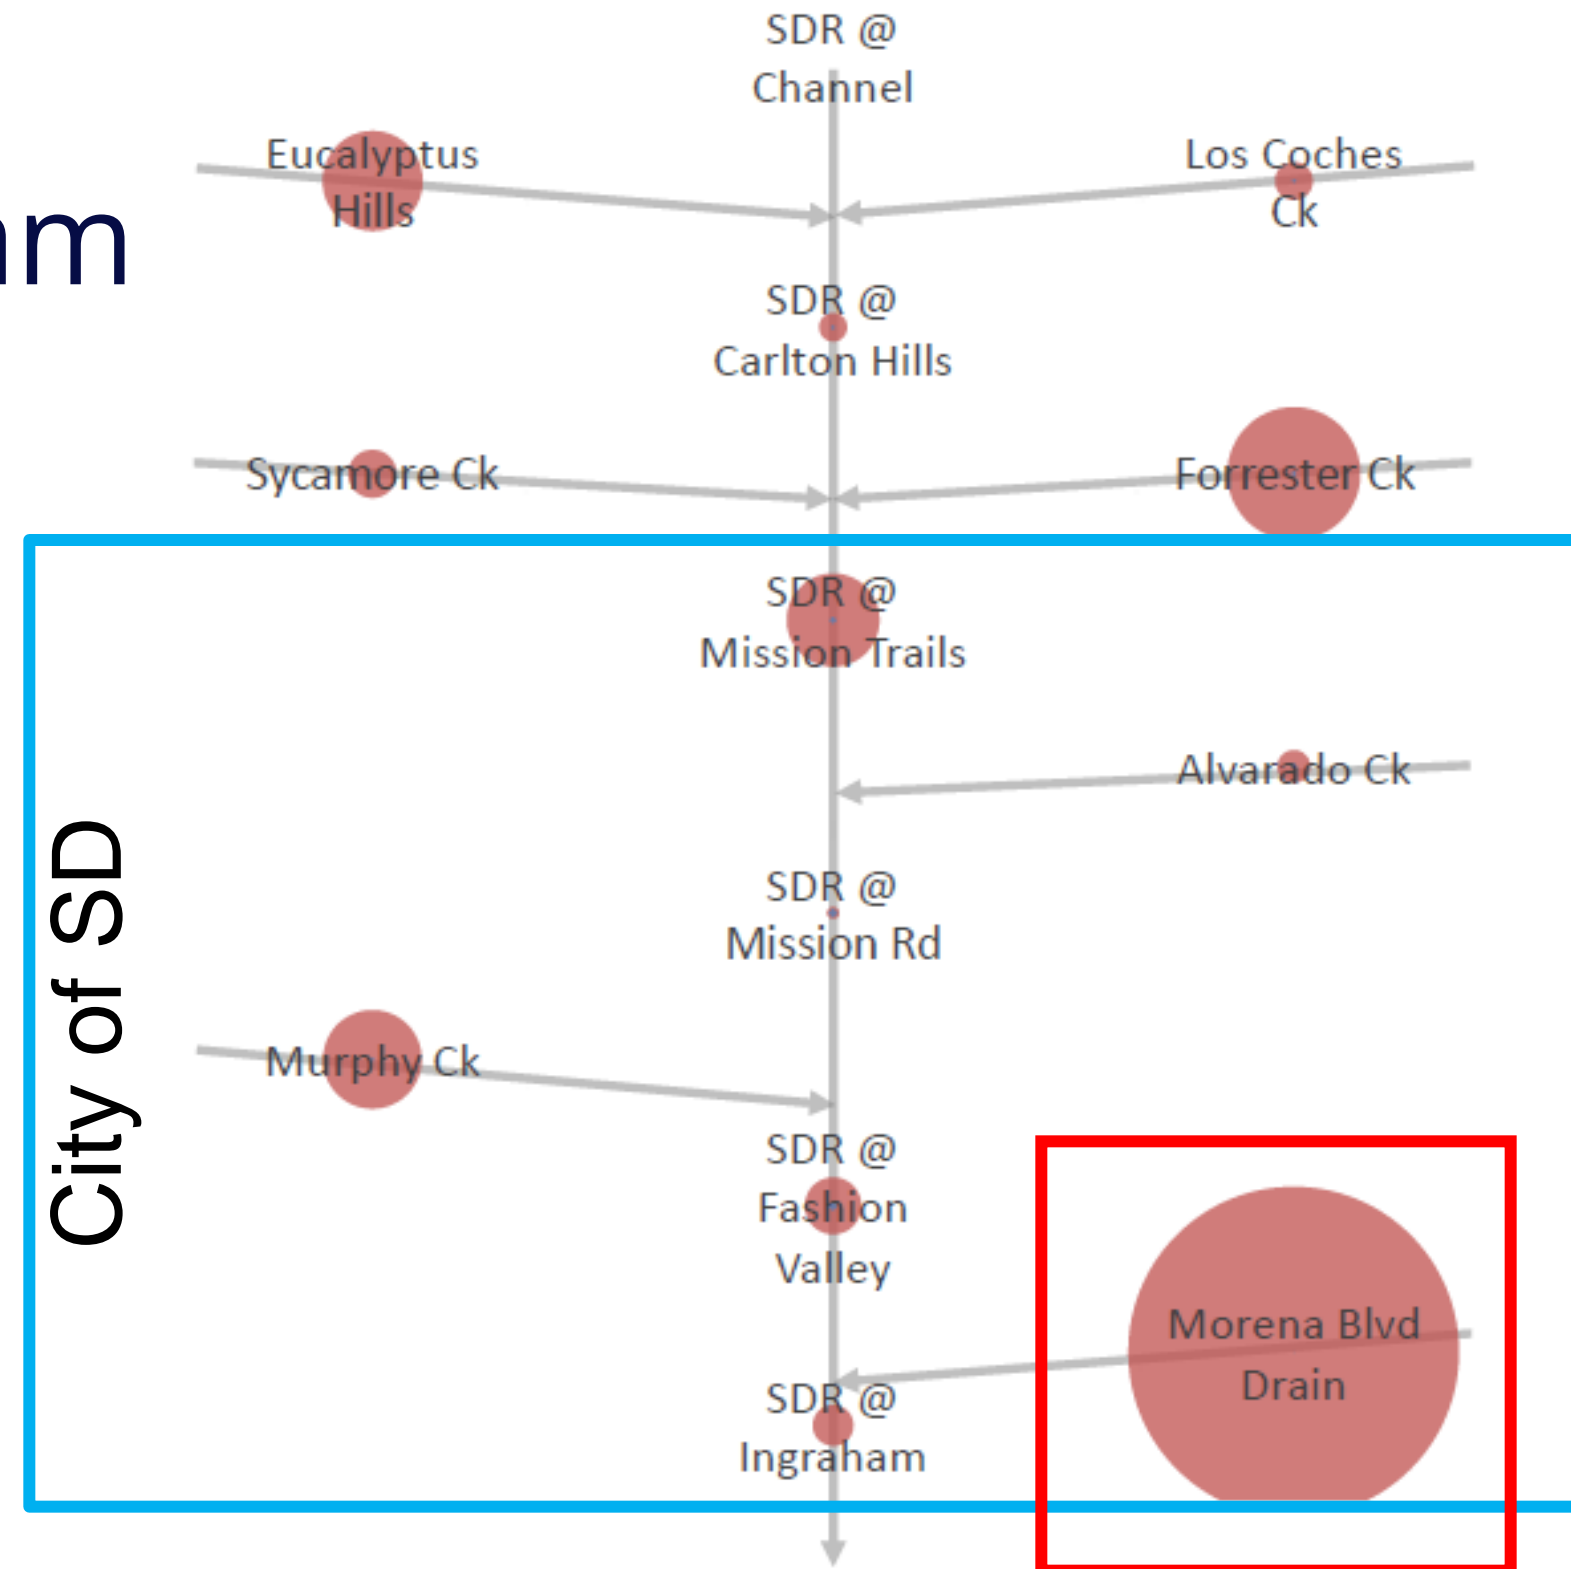 SDR @
Channel
Eucalyptus
Hills
Los Coches
Ck
SDR @
Carlton Hills
Sycamore Ck
Forrester Ck
SDR @
Mission Trails
Alvarado Ck
City of SD
SDR @
Mission Rd
Murphy Ck
SDR @
Fashion
Valley
Morena Blvd
Drain
SDR @
Ingraham